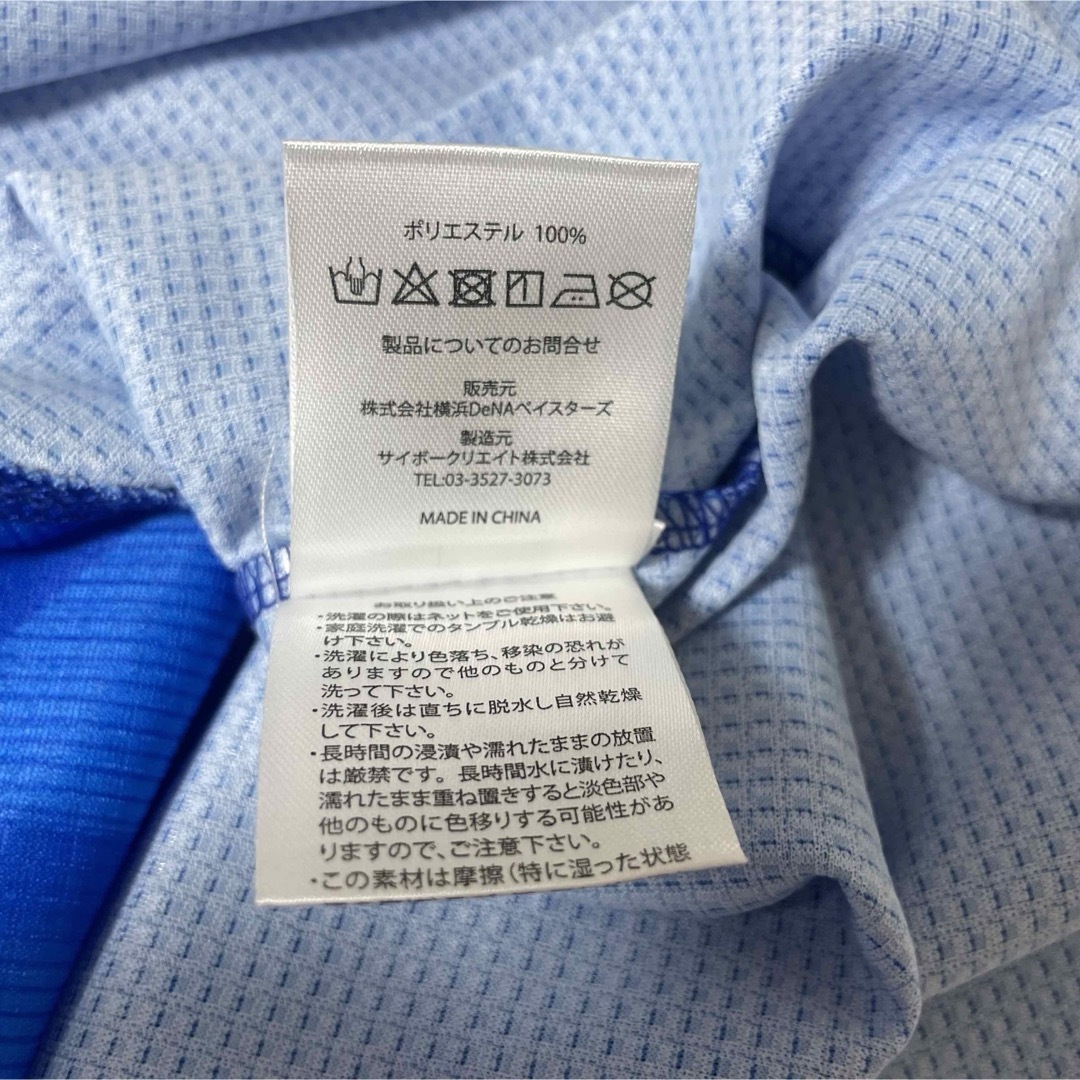 ポリエステル 100%
製品についてのお問合せ
販売元
株式会社横浜DeNAベイスターズ
製造元
サイボークリエイト株式会社
TEL:03-3527-3073
MADE IN CHINA
お取り扱い上のご注意
・洗濯の際はネットをご使用下さい。
・家庭洗濯でのタンブル乾燥はお避
け下さい。
・洗濯により色落ち、移染の恐れが
ありますので他のものと分けて
洗って下さい。
・洗濯後は直ちに脱水し自然乾燥
して下さい。
・長時間の浸漬や濡れたままの放置
は厳禁です。長時間水に漬けたり、
濡れたまま重ね置きすると淡色部や
他のものに色移りする可能性があ
りますので、ご注意下さい。
・この素材は摩擦（特に湿った状態